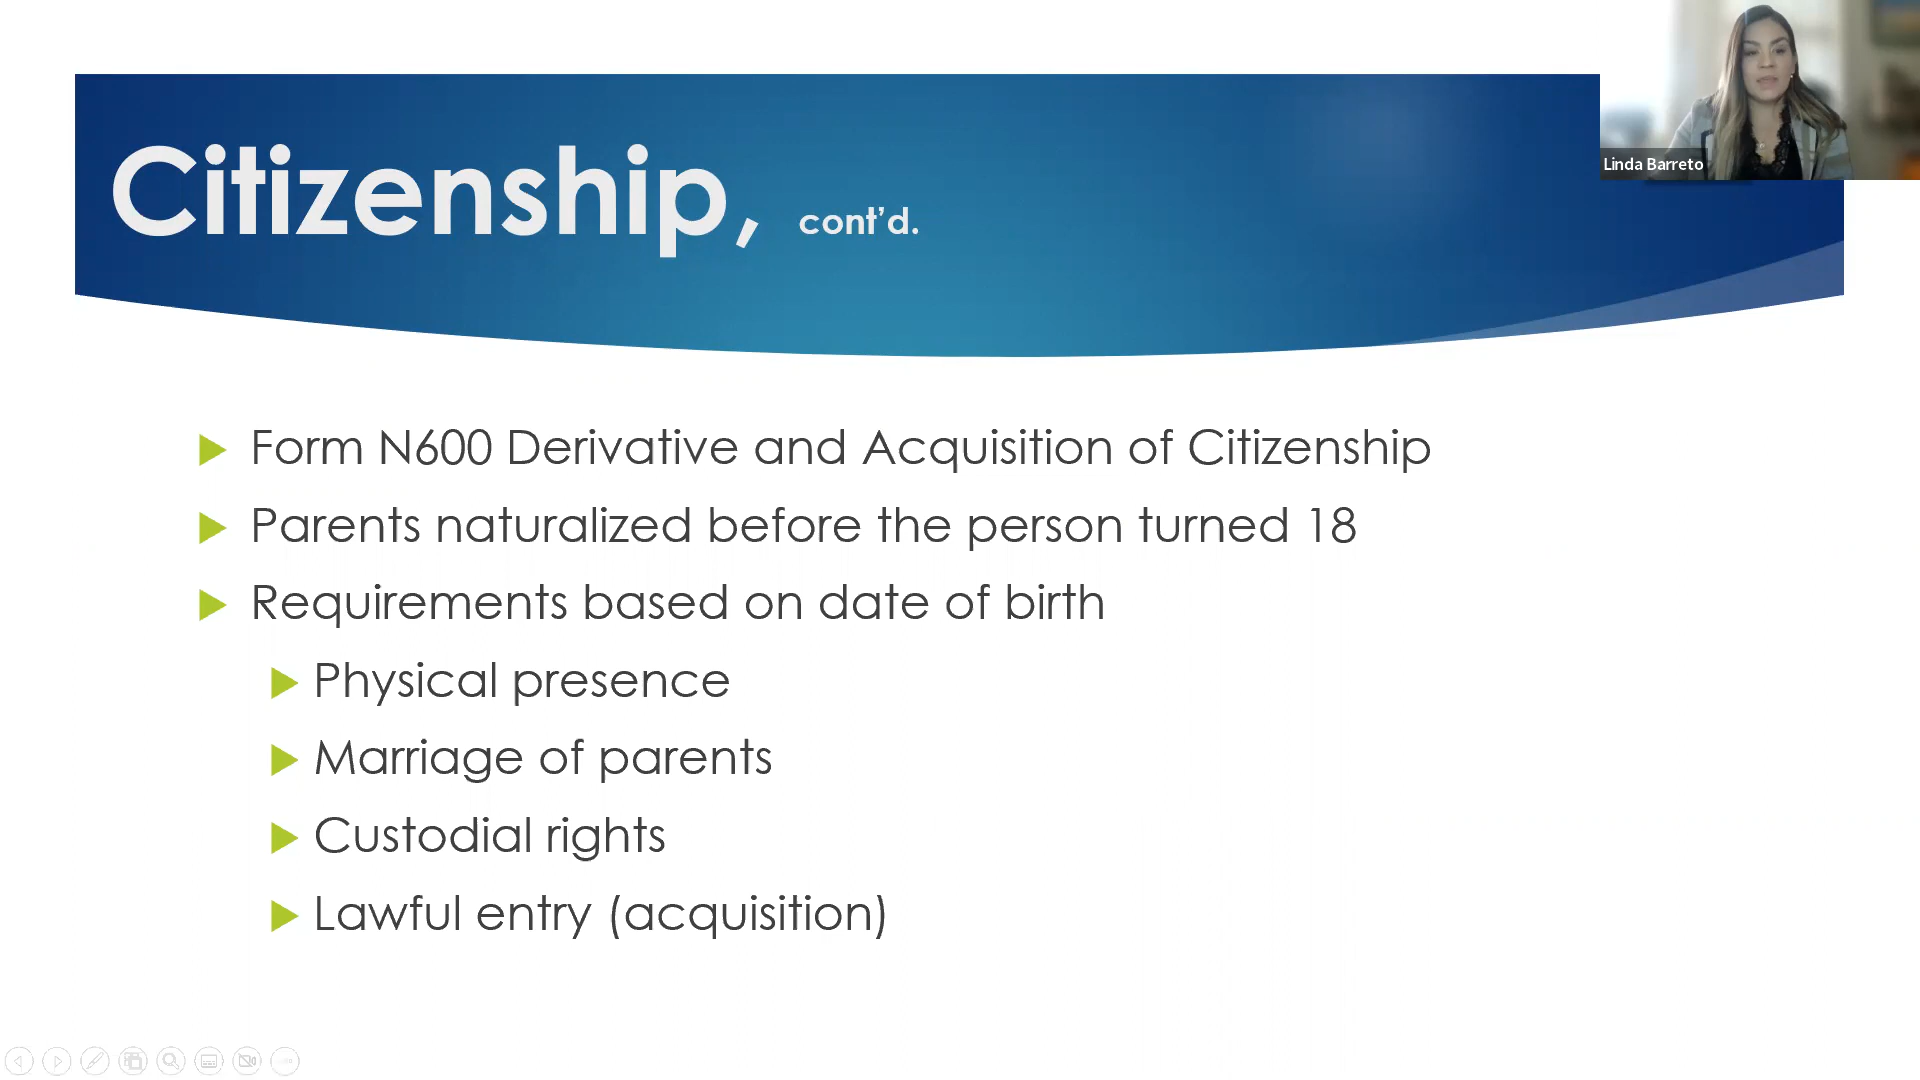 Linda Barreto
Citizenship, cont'd.
Form N600 Derivative and Acquisition of Citizenship
Parents naturalized before the person turned 18
Requirements based on date of birth
Physical presence
Marriage of parents
Custodial rights
Lawful entry (acquisition)